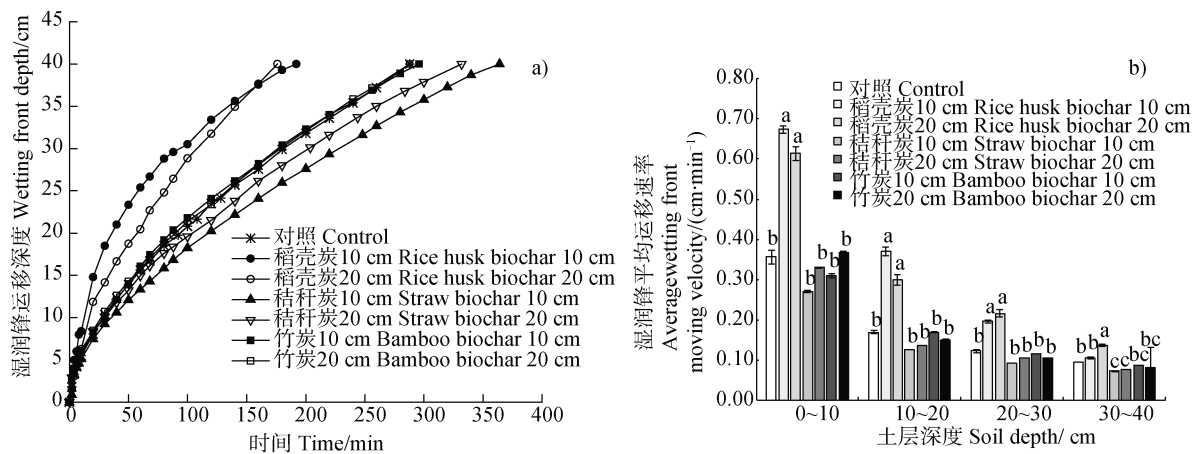 湿润锋运移深度 Wetting front depth/cm
45
40
35
30
25
20
15
10
5
0
0
50
100
150
200
250
300
350
400
时间 Time/min
a)
对照 Control
稻壳炭10 cm Rice husk biochar 10 cm
稻壳炭20 cm Rice husk biochar 20 cm
秸秆炭10 cm Straw biochar 10 cm
秸秆炭20 cm Straw biochar 20 cm
竹炭10 cm Bamboo biochar 10 cm
竹炭20 cm Bamboo biochar 20 cm
湿润锋平均运移速率
Averagewetting front
moving velocity/(cm·min⁻¹)
0.80
0.70
0.60
0.50
0.40
0.30
0.20
0.10
0.00
b)
对照 Control
稻壳炭10 cm Rice husk biochar 10 cm
稻壳炭20 cm Rice husk biochar 20 cm
秸秆炭10 cm Straw biochar 10 cm
秸秆炭20 cm Straw biochar 20 cm
竹炭10 cm Bamboo biochar 10 cm
竹炭20 cm Bamboo biochar 20 cm
b a a b b b b
b a a b b b b
b a a b b b b
b b a c c bc bc
0~10
10~20
20~30
30~40
土层深度 Soil depth/ cm